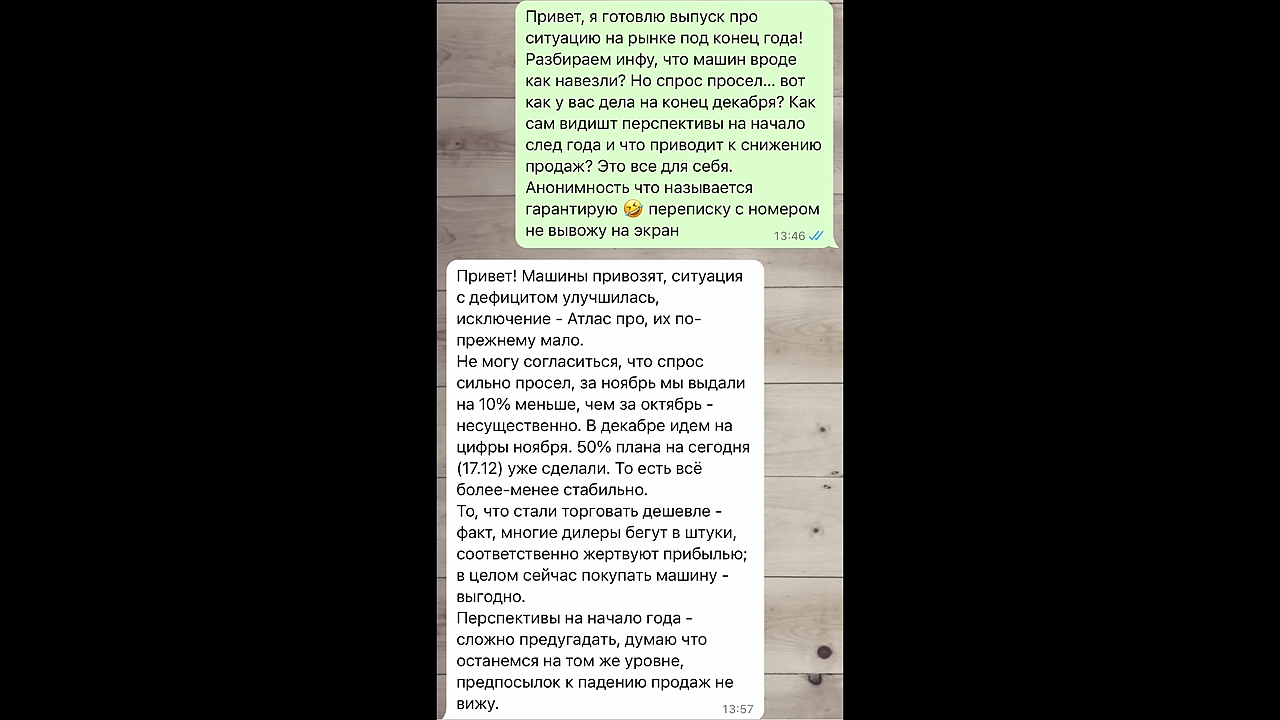 Привет, я готовлю выпуск про
ситуацию на рынке под конец года!
Разбираем инфу, что машин вроде
как навезли? Но спрос просел... вот
как у вас дела на конец декабря? Как
сам видишт перспективы на начало
след года и что приводит к снижению
продаж? Это все для себя.
Анонимность что называется
гарантирую 🤣 переписку с номером
не вывожу на экран
13:46
Привет! Машины привозят, ситуация
с дефицитом улучшилась,
исключение - Атлас про, их по-
прежнему мало.
Не могу согласиться, что спрос
сильно просел, за ноябрь мы выдали
на 10% меньше, чем за октябрь -
несущественно. В декабре идем на
цифры ноября. 50% плана на сегодня
(17.12) уже сделали. То есть всё
более-менее стабильно.
То, что стали торговать дешевле -
факт, многие дилеры бегут в штуки,
соответственно жертвуют прибылью;
в целом сейчас покупать машину -
выгодно.
Перспективы на начало года -
сложно предугадать, думаю что
останемся на том же уровне,
предпосылок к падению продаж не
вижу.
13:57